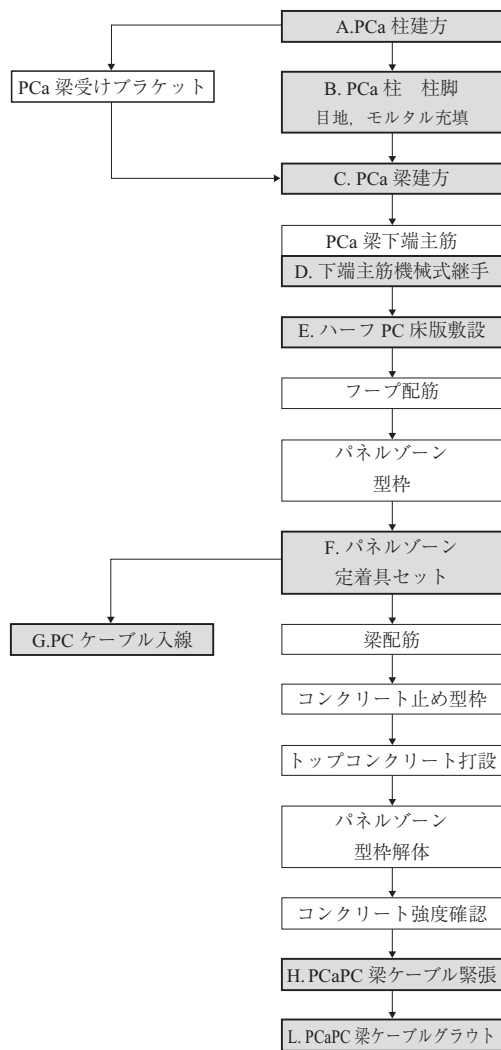 A.PCa 柱建方
PCa 梁受けブラケット
B. PCa 柱　柱脚
目地，モルタル充填
C. PCa 梁建方
PCa 梁下端主筋
D. 下端主筋機械式継手
E. ハーフ PC 床版敷設
フープ配筋
パネルゾーン
型枠
F. パネルゾーン
定着具セット
G.PC ケーブル入線
梁配筋
コンクリート止め型枠
トップコンクリート打設
パネルゾーン
型枠解体
コンクリート強度確認
H. PCaPC 梁ケーブル緊張
L. PCaPC 梁ケーブルグラウト